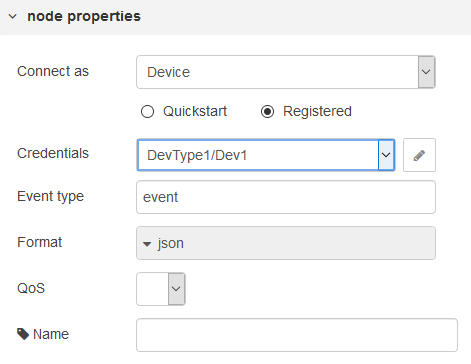 node properties
Connect as Device
Quickstart Registered
Credentials DevType1/Dev1
Event type event
Format json
QoS
Name